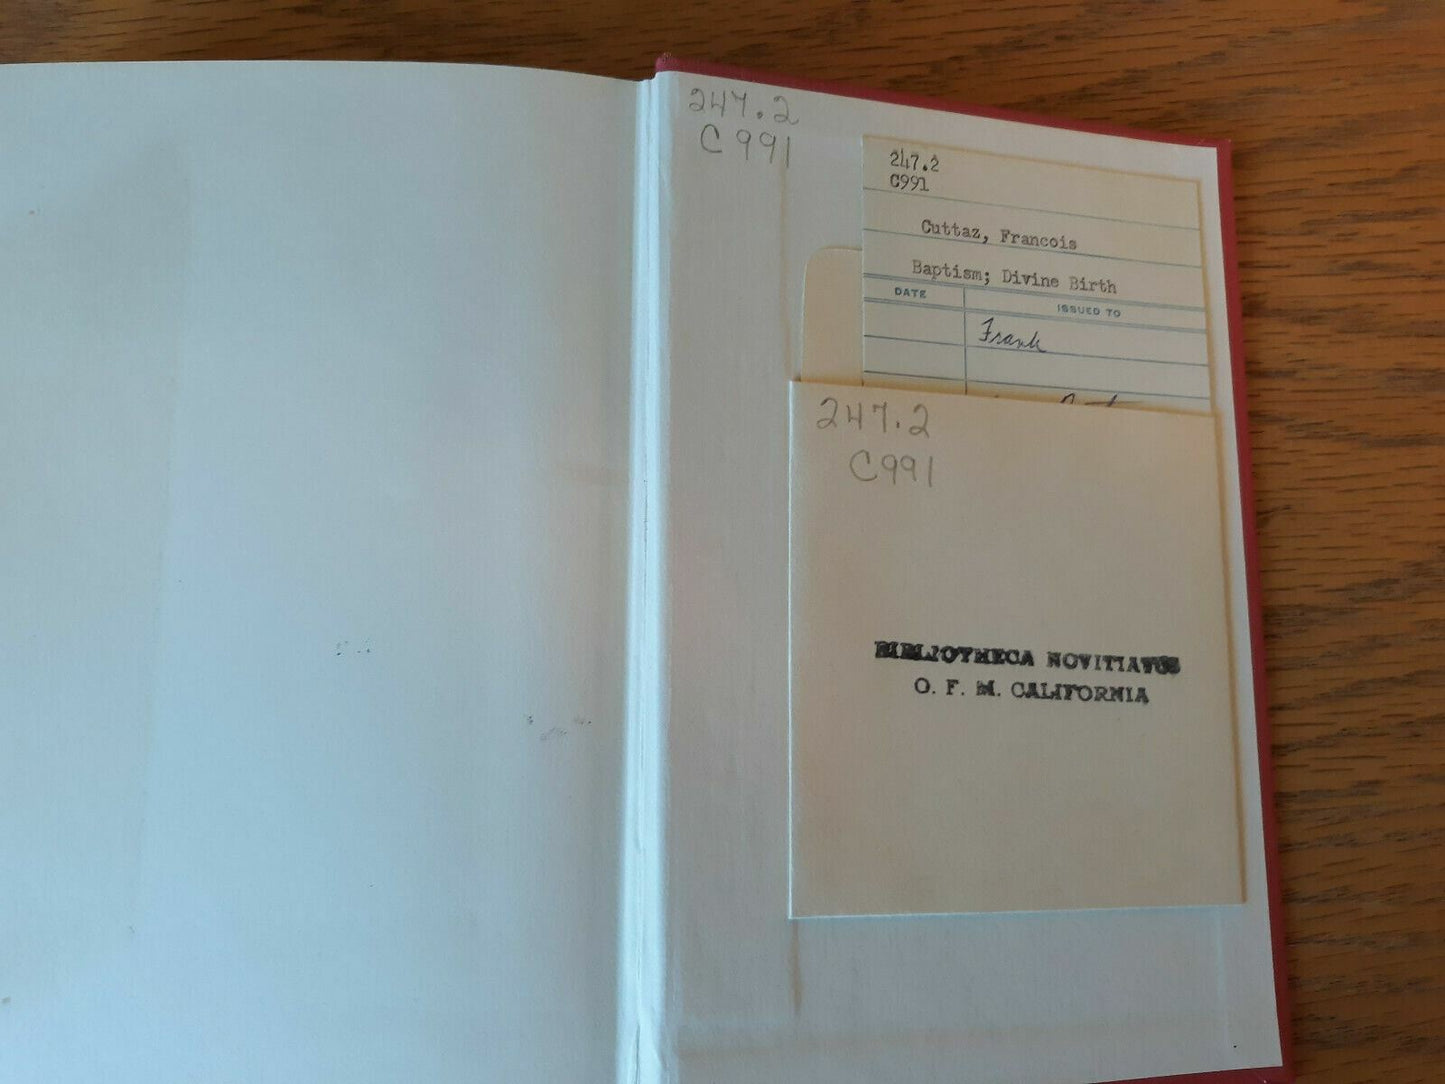 247.2
C991
247.2
C991
Cuttaz, Francois
Baptism; Divine Birth
DATE
ISSUED TO
Frank
247.2
C991
BIBLIOTHECA NOVITIATUS
O. F. M. CALIFORNIA